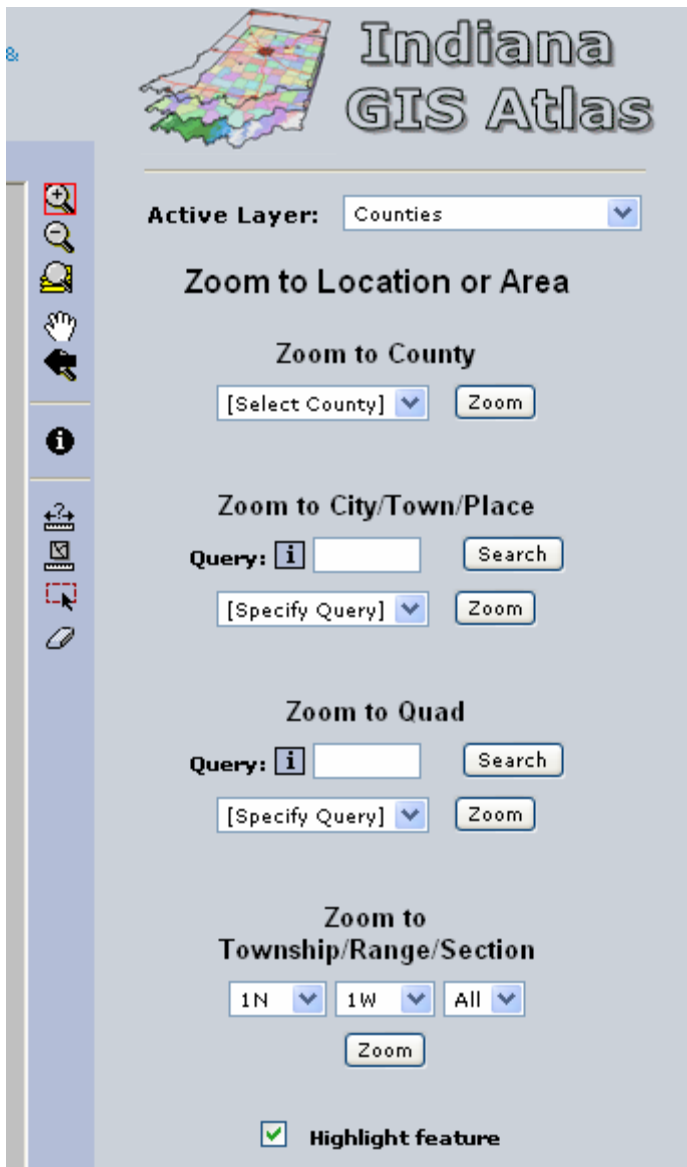 &
Indiana
GIS Atlas
Active Layer: Counties
Zoom to Location or Area
Zoom to County
[Select County] Zoom
Zoom to City/Town/Place
Query: i Search
[Specify Query] Zoom
Zoom to Quad
Query: i Search
[Specify Query] Zoom
Zoom to
Township/Range/Section
1N 1W All
Zoom
Highlight feature